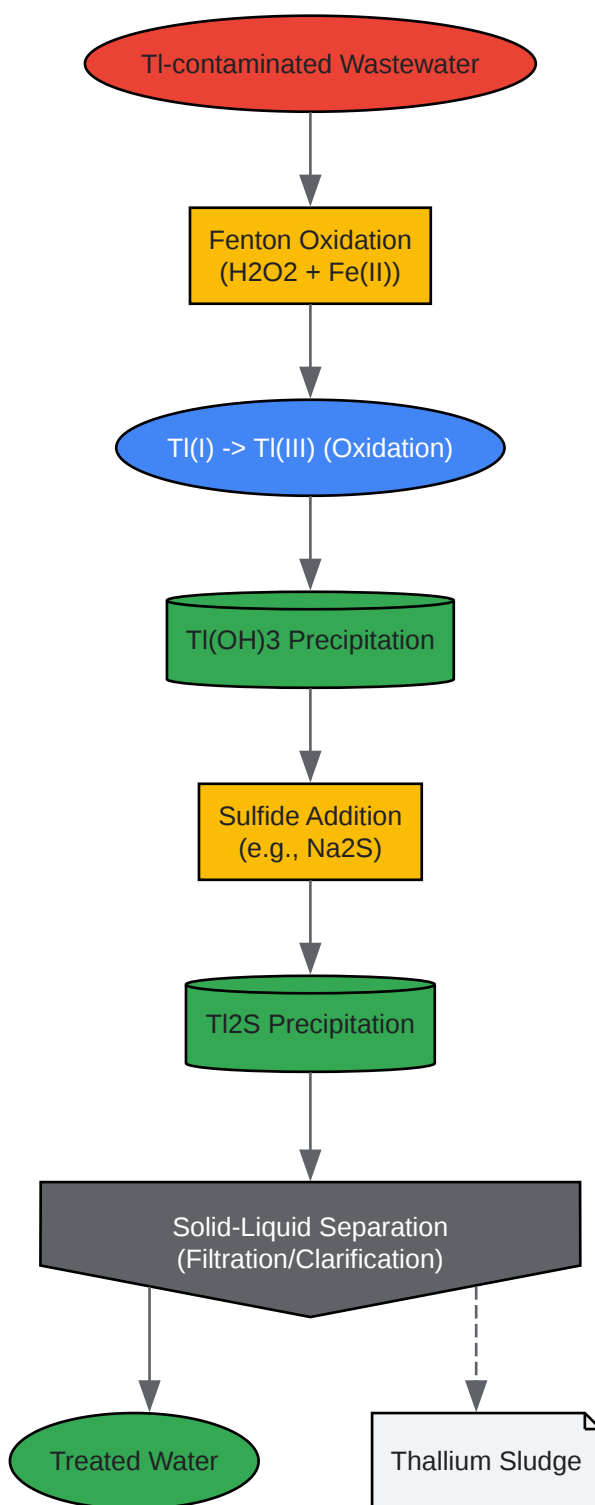 Tl-contaminated Wastewater
Fenton Oxidation
(H2O2 + Fe(II))
Tl(I) -> Tl(III) (Oxidation)
Tl(OH)3 Precipitation
Sulfide Addition
(e.g., Na2S)
Tl2S Precipitation
Solid-Liquid Separation
(Filtration/Clarification)
Treated Water
Thallium Sludge